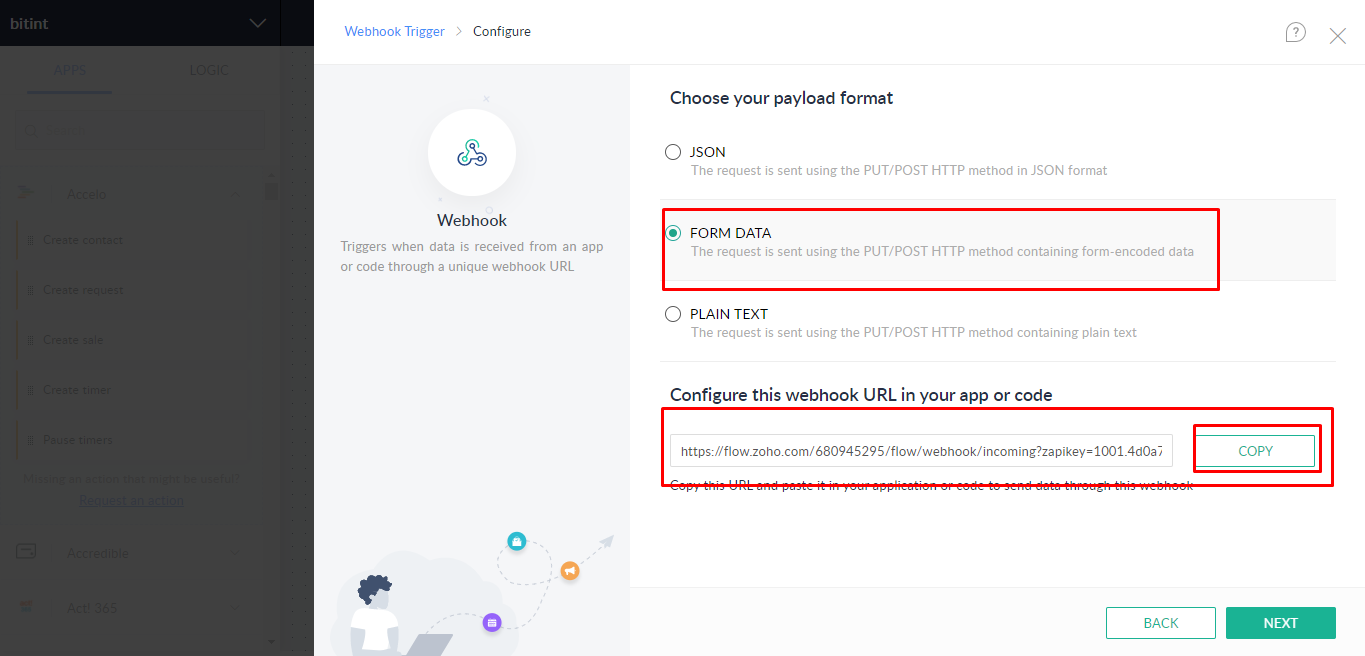 bitint
APPS
LOGIC
Accelo
Create contact
Create request
Create sale
Create timer
Pause timers
Missing an action that might be useful?
Request an action
Accredible
Act! 365
Webhook Trigger > Configure
?
Webhook
Triggers when data is received from an app
or code through a unique webhook URL
Choose your payload format
JSON
The request is sent using the PUT/POST HTTP method in JSON format
FORM DATA
The request is sent using the PUT/POST HTTP method containing form-encoded data
PLAIN TEXT
The request is sent using the PUT/POST HTTP method containing plain text
Configure this webhook URL in your app or code
https://flow.zoho.com/680945295/flow/webhook/incoming?zapikey=1001.4d0a7
COPY
Copy this URL and paste it in your application or code to send data through this webhook
BACK
NEXT